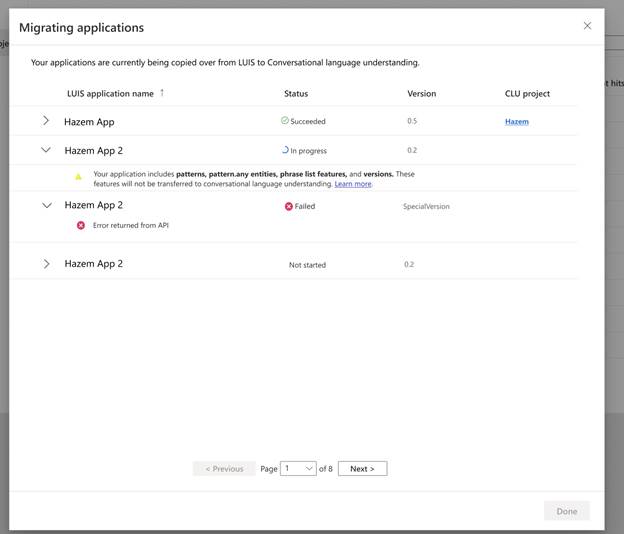 Migrating applications
oje
Your applications are currently being copied over from LUIS to Conversational language understanding.
t hits
LUIS application name ↑ Status Version CLU project
Hazem App Succeeded 0.5 Hazem
Hazem App 2 In progress 0.2
Your application includes patterns, pattern.any entities, phrase list features, and versions. These
features will not be transferred to conversational language understanding. Learn more.
Hazem App 2 Failed SpecialVersion
Error returned from API
Hazem App 2 Not started 0.2
< Previous Page 1 of 8 Next >
Done